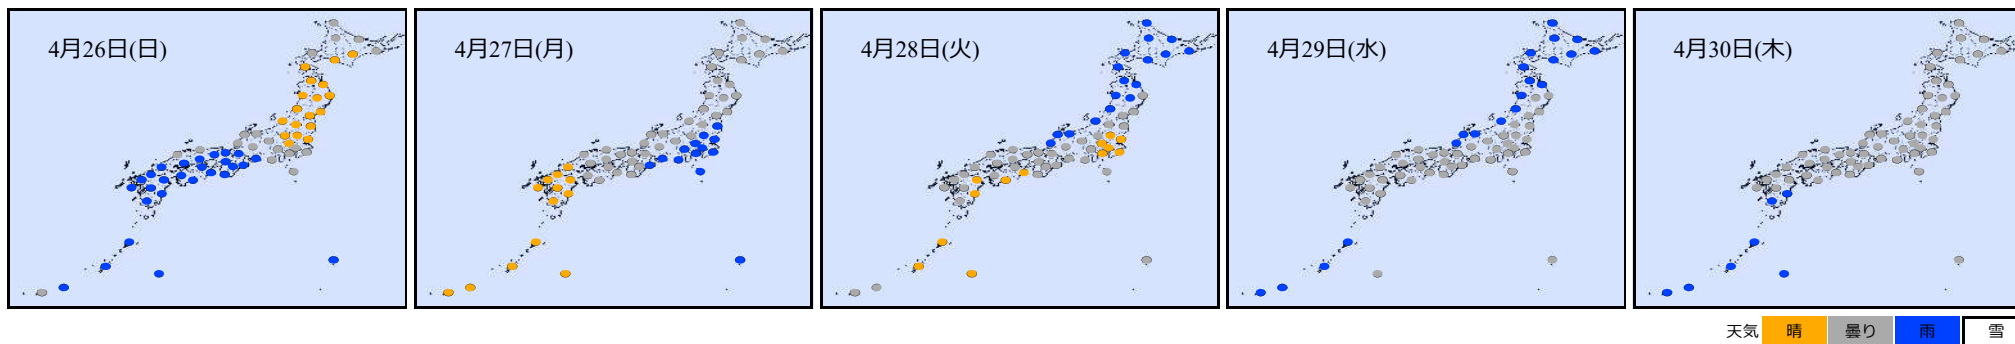 4月26日(日)
4月27日(月)
4月28日(火)
4月29日(水)
4月30日(木)
天気 晴 曇り 雨 雪